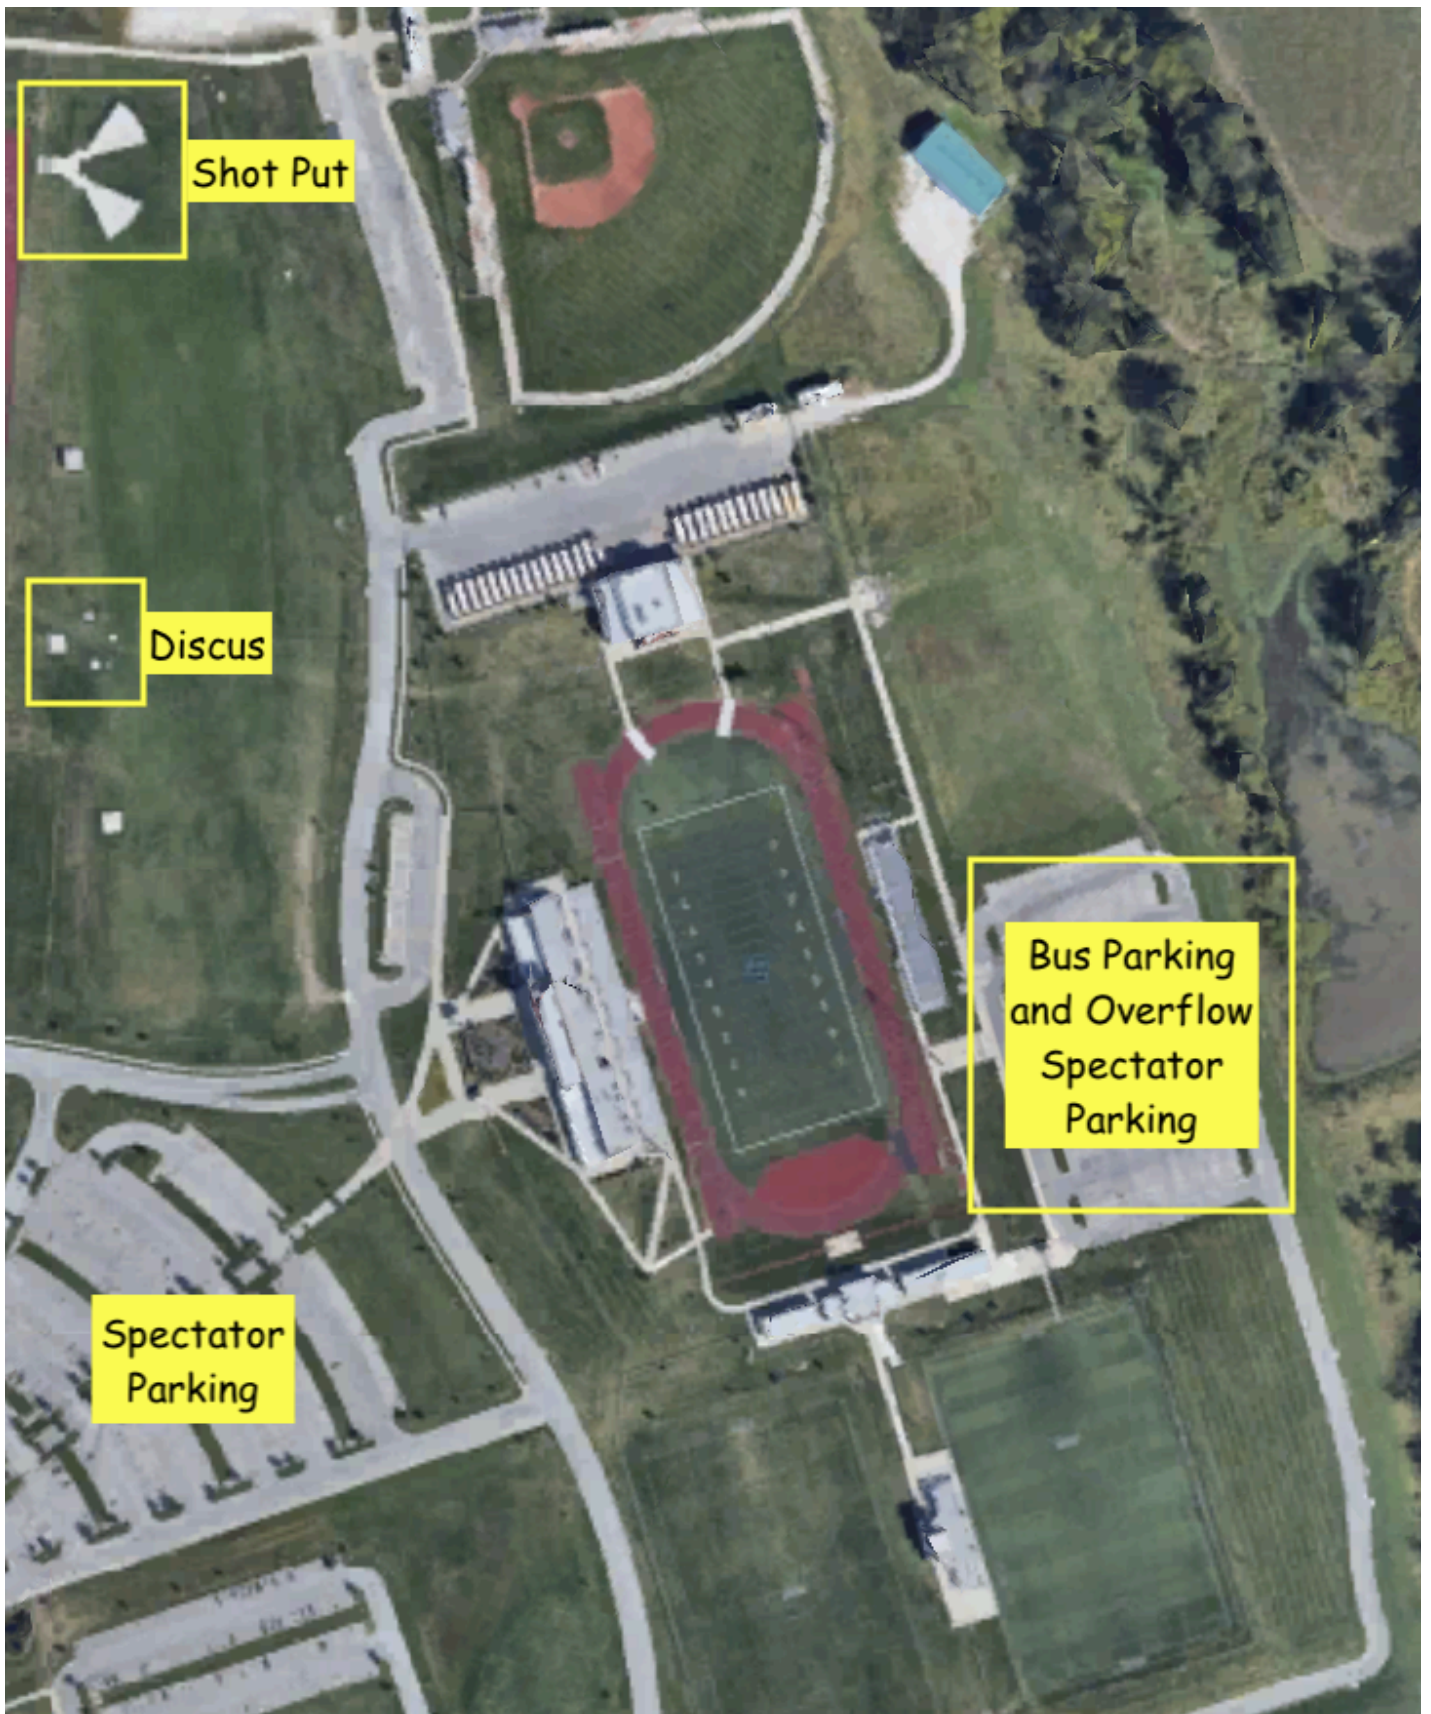 Shot Put
Discus
Bus Parking
and Overflow
Spectator
Parking
Spectator
Parking